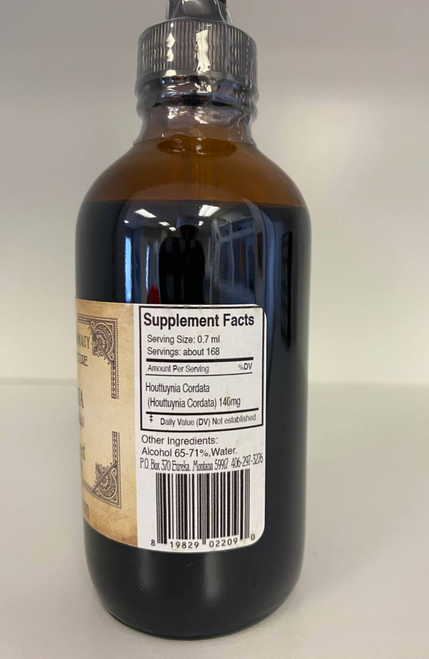 Supplement Facts
Serving Size: 0.7 ml
Servings: about 168
Amount Per Serving %DV
Houttuynia Cordata
(Houttuynia Cordata) 140mg
‡ Daily Value (DV) Not established
Other Ingredients:
Alcohol 65-71%,Water.
P.O. Box 570 Eureka, Montana 59917 406-297-3276
8 19829 02209 0